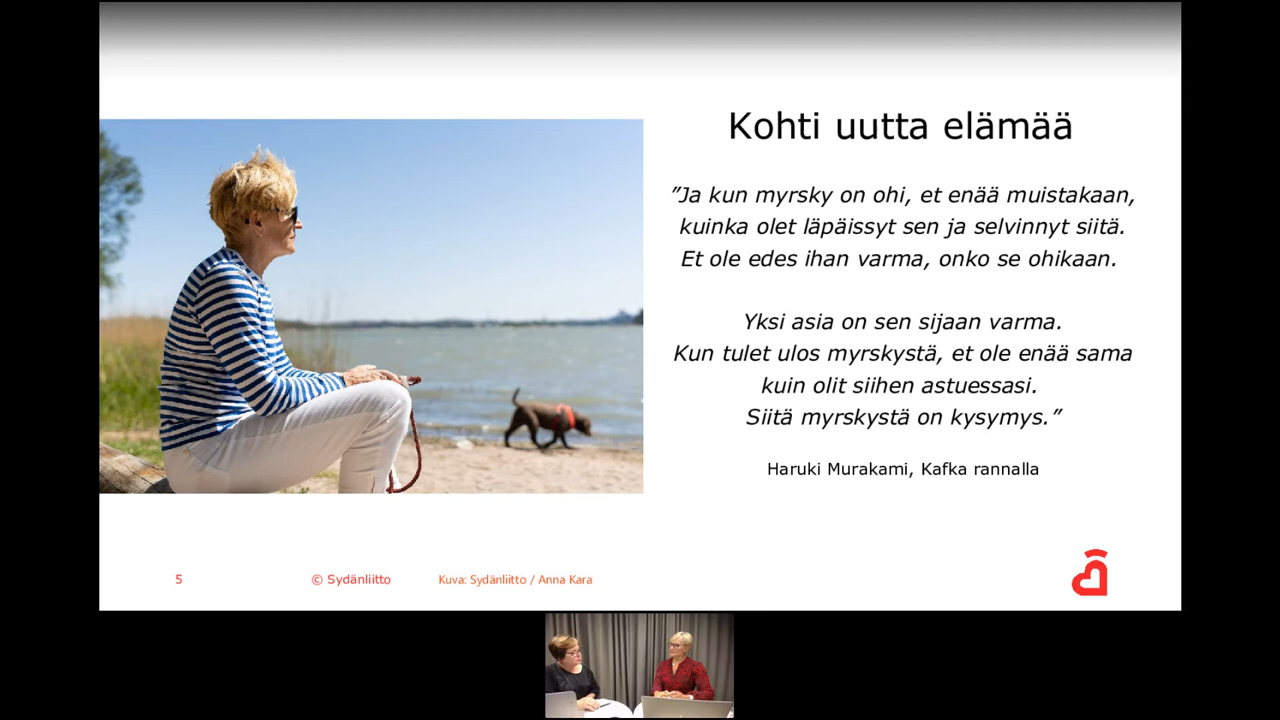 Kohti uutta elämää
”Ja kun myrsky on ohi, et enää muistakaan,
kuinka olet läpäissyt sen ja selvinnyt siitä.
Et ole edes ihan varma, onko se ohikaan.
Yksi asia on sen sijaan varma.
Kun tulet ulos myrskystä, et ole enää sama
kuin olit siihen astuessasi.
Siitä myrskystä on kysymys.”
Haruki Murakami, Kafka rannalla
5 © Sydänliitto Kuva: Sydänliitto / Anna Kara